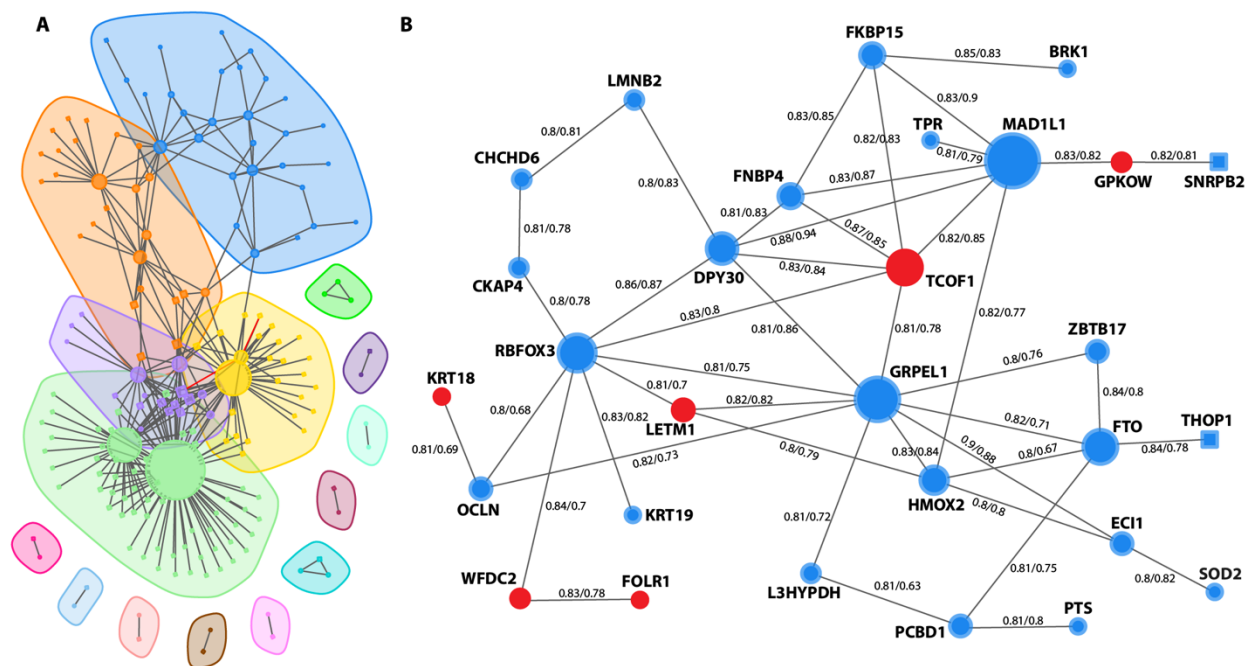 A
B
FKBP15
0.85/0.83
BRK1
LMNB2
0.83/0.9
0.8/0.81
0.83/0.85
0.82/0.83
TPR
MAD1L1
CHCHD6
0.81/0.79
0.83/0.82
0.82/0.81
FNBP4
0.83/0.87
GPKOW
SNRPB2
0.8/0.83
0.81/0.83
0.81/0.78
0.88/0.94
0.87/0.85
0.82/0.85
CKAP4
DPY30
0.83/0.84
TCOF1
0.86/0.87
0.8/0.78
0.83/0.8
0.82/0.77
0.81/0.86
0.81/0.78
ZBTB17
RBFOX3
0.8/0.76
KRT18
0.81/0.75
GRPEL1
0.81/0.7
0.82/0.82
0.84/0.8
0.8/0.68
0.83/0.82
LETM1
0.82/0.71
FTO
THOP1
0.81/0.69
0.8/0.79
0.83/0.84
0.9/0.88
0.8/0.67
0.84/0.78
0.82/0.73
OCLN
0.84/0.7
KRT19
HMOX2
0.8/0.8
ECI1
0.81/0.72
0.81/0.75
0.8/0.82
SOD2
WFDC2
FOLR1
0.83/0.78
L3HYPDH
0.81/0.63
PCBD1
0.81/0.8
PTS